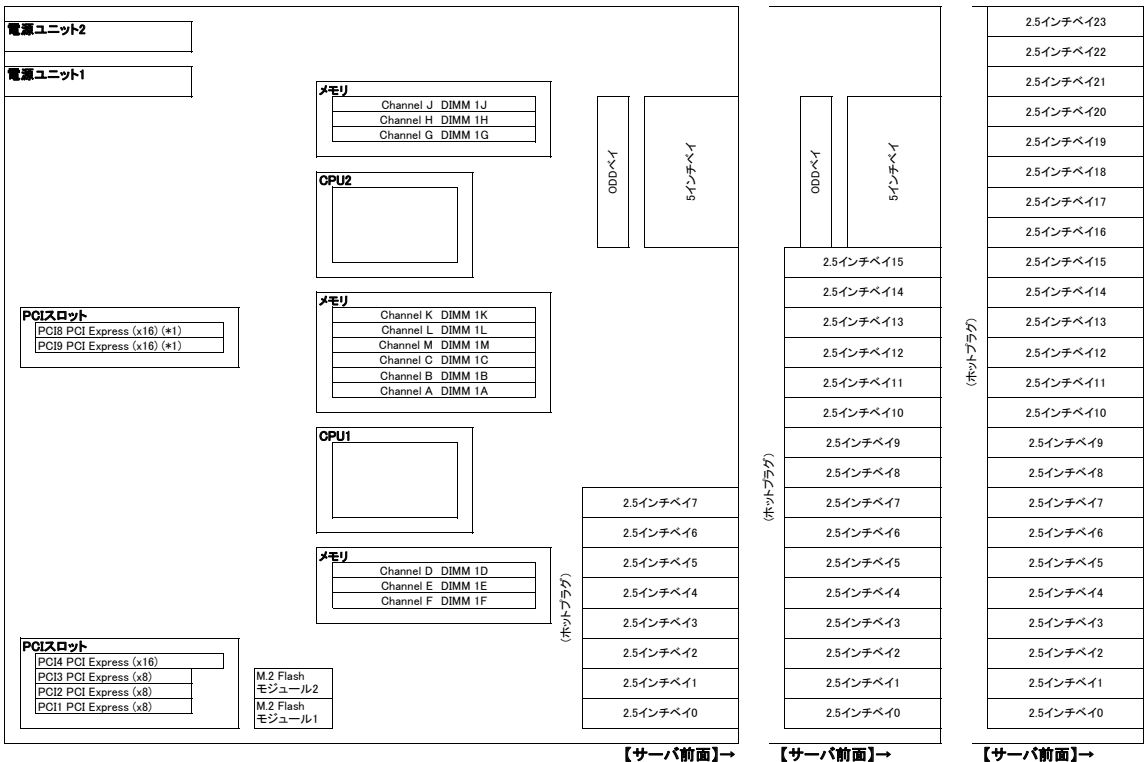 電源ユニット2
電源ユニット1
メモリ
Channel J DIMM 1J
Channel H DIMM 1H
Channel G DIMM 1G
CPU2
メモリ
Channel K DIMM 1K
Channel L DIMM 1L
Channel M DIMM 1M
Channel C DIMM 1C
Channel B DIMM 1B
Channel A DIMM 1A
CPU1
メモリ
Channel D DIMM 1D
Channel E DIMM 1E
Channel F DIMM 1F
PCIスロット
PCI8 PCI Express (x16) (*1)
PCI9 PCI Express (x16) (*1)
PCIスロット
PCI4 PCI Express (x16)
PCI3 PCI Express (x8)
PCI2 PCI Express (x8)
PCI1 PCI Express (x8)
M.2 Flash
モジュール2
M.2 Flash
モジュール1
ODDベイ
5インチベイ
(ホットプラグ)
2.5インチベイ7
2.5インチベイ6
2.5インチベイ5
2.5インチベイ4
2.5インチベイ3
2.5インチベイ2
2.5インチベイ1
2.5インチベイ0
【サーバ前面】→
ODDベイ
5インチベイ
(ホットプラグ)
2.5インチベイ15
2.5インチベイ14
2.5インチベイ13
2.5インチベイ12
2.5インチベイ11
2.5インチベイ10
2.5インチベイ9
2.5インチベイ8
2.5インチベイ7
2.5インチベイ6
2.5インチベイ5
2.5インチベイ4
2.5インチベイ3
2.5インチベイ2
2.5インチベイ1
2.5インチベイ0
【サーバ前面】→
(ホットプラグ)
2.5インチベイ23
2.5インチベイ22
2.5インチベイ21
2.5インチベイ20
2.5インチベイ19
2.5インチベイ18
2.5インチベイ17
2.5インチベイ16
2.5インチベイ15
2.5インチベイ14
2.5インチベイ13
2.5インチベイ12
2.5インチベイ11
2.5インチベイ10
2.5インチベイ9
2.5インチベイ8
2.5インチベイ7
2.5インチベイ6
2.5インチベイ5
2.5インチベイ4
2.5インチベイ3
2.5インチベイ2
2.5インチベイ1
2.5インチベイ0
【サーバ前面】→